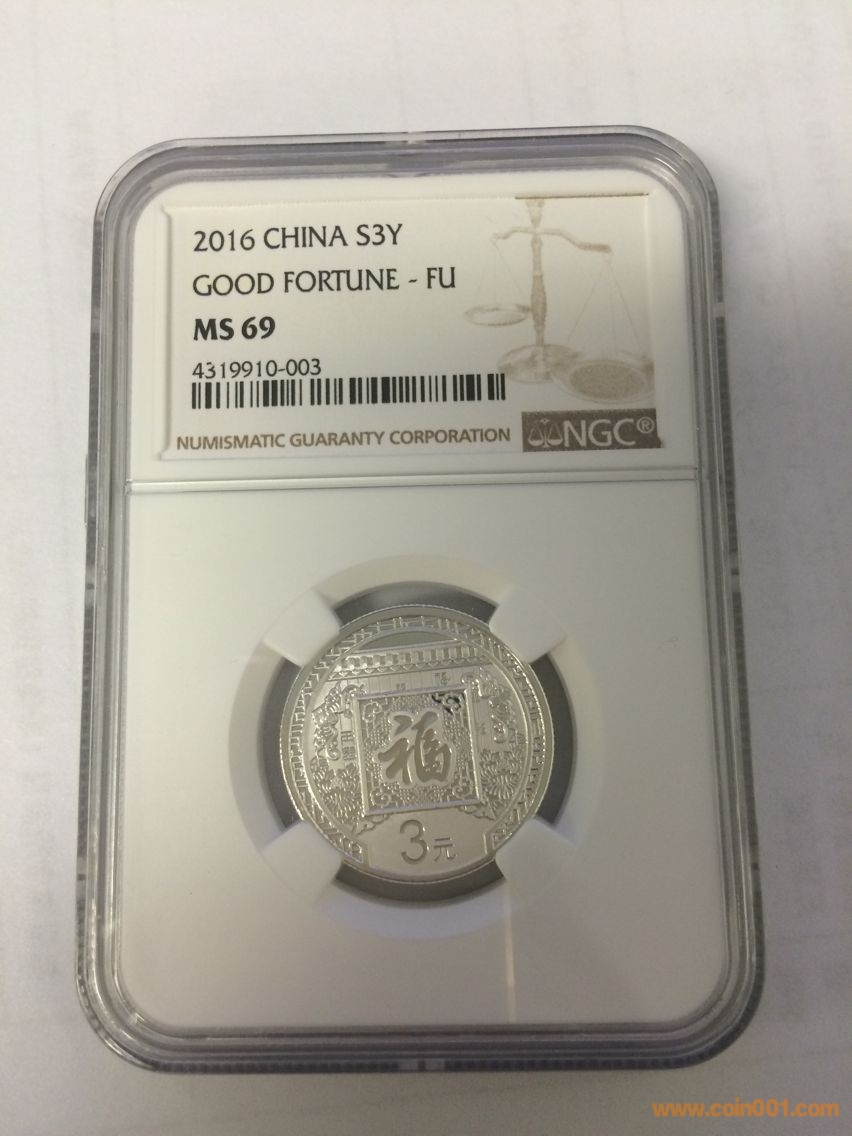 2016 CHINA S3Y
GOOD FORTUNE - FU
MS 69
4319910-003
NUMISMATIC GUARANTY CORPORATION
NGC®
福
3元
www.coin001.com